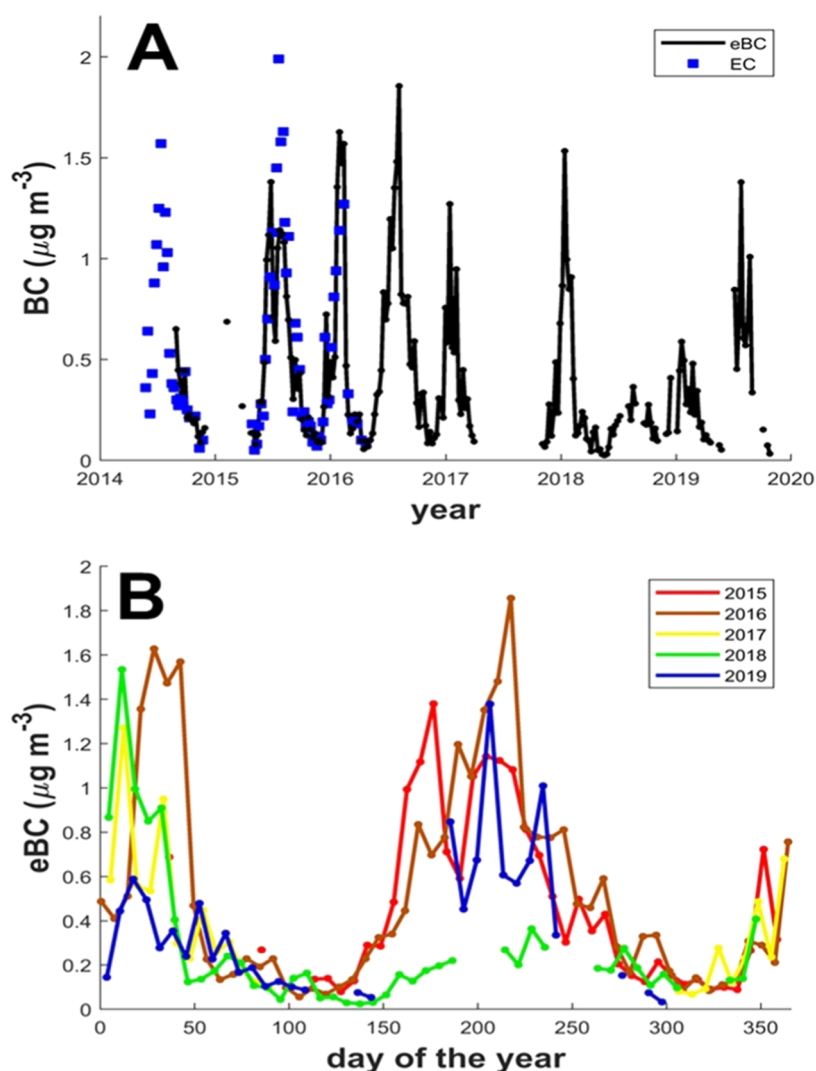 A
eBC
EC
BC (μg m⁻³)
2
1.5
1
0.5
0
2014 2015 2016 2017 2018 2019 2020
year
B
2015
2016
2017
2018
2019
eBC (μg m⁻³)
2
1.8
1.6
1.4
1.2
1
0.8
0.6
0.4
0.2
0
0 50 100 150 200 250 300 350
day of the year